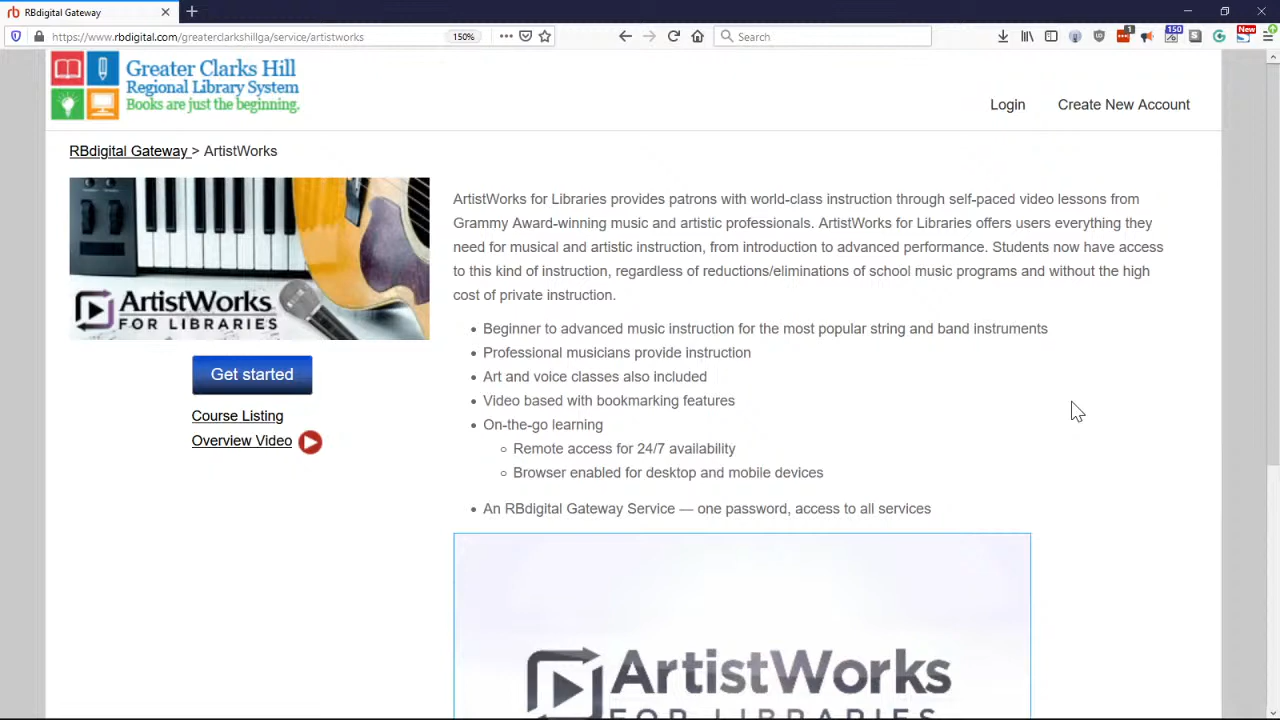 RBdigital Gateway
https://www.rbdigital.com/greaterclarkshillga/service/artistworks
150%
Search
1
150
New
Greater Clarks Hill
Regional Library System
Books are just the beginning.
Login
Create New Account
RBdigital Gateway > ArtistWorks
ArtistWorks
FOR LIBRARIES
Get started
Course Listing
Overview Video
ArtistWorks for Libraries provides patrons with world-class instruction through self-paced video lessons from
Grammy Award-winning music and artistic professionals. ArtistWorks for Libraries offers users everything they
need for musical and artistic instruction, from introduction to advanced performance. Students now have access
to this kind of instruction, regardless of reductions/eliminations of school music programs and without the high
cost of private instruction.
• Beginner to advanced music instruction for the most popular string and band instruments
• Professional musicians provide instruction
• Art and voice classes also included
• Video based with bookmarking features
• On-the-go learning
○ Remote access for 24/7 availability
○ Browser enabled for desktop and mobile devices
• An RBdigital Gateway Service — one password, access to all services
ArtistWorks
FOR LIBRARIES